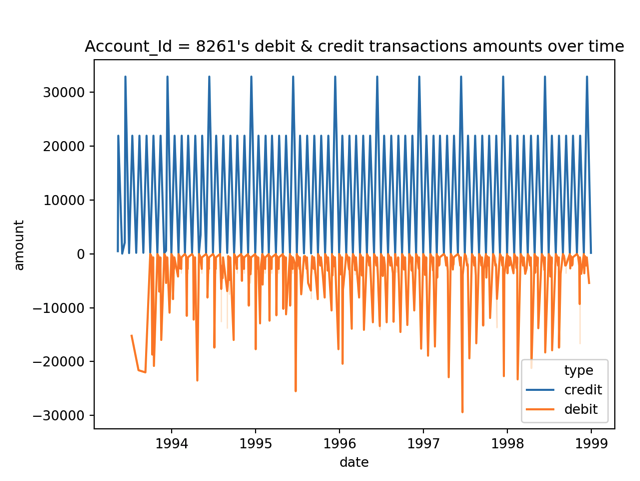 Account_Id = 8261's debit & credit transactions amounts over time
amount
30000
20000
10000
0
−10000
−20000
−30000
type
credit
debit
1994
1995
1996
1997
1998
1999
date